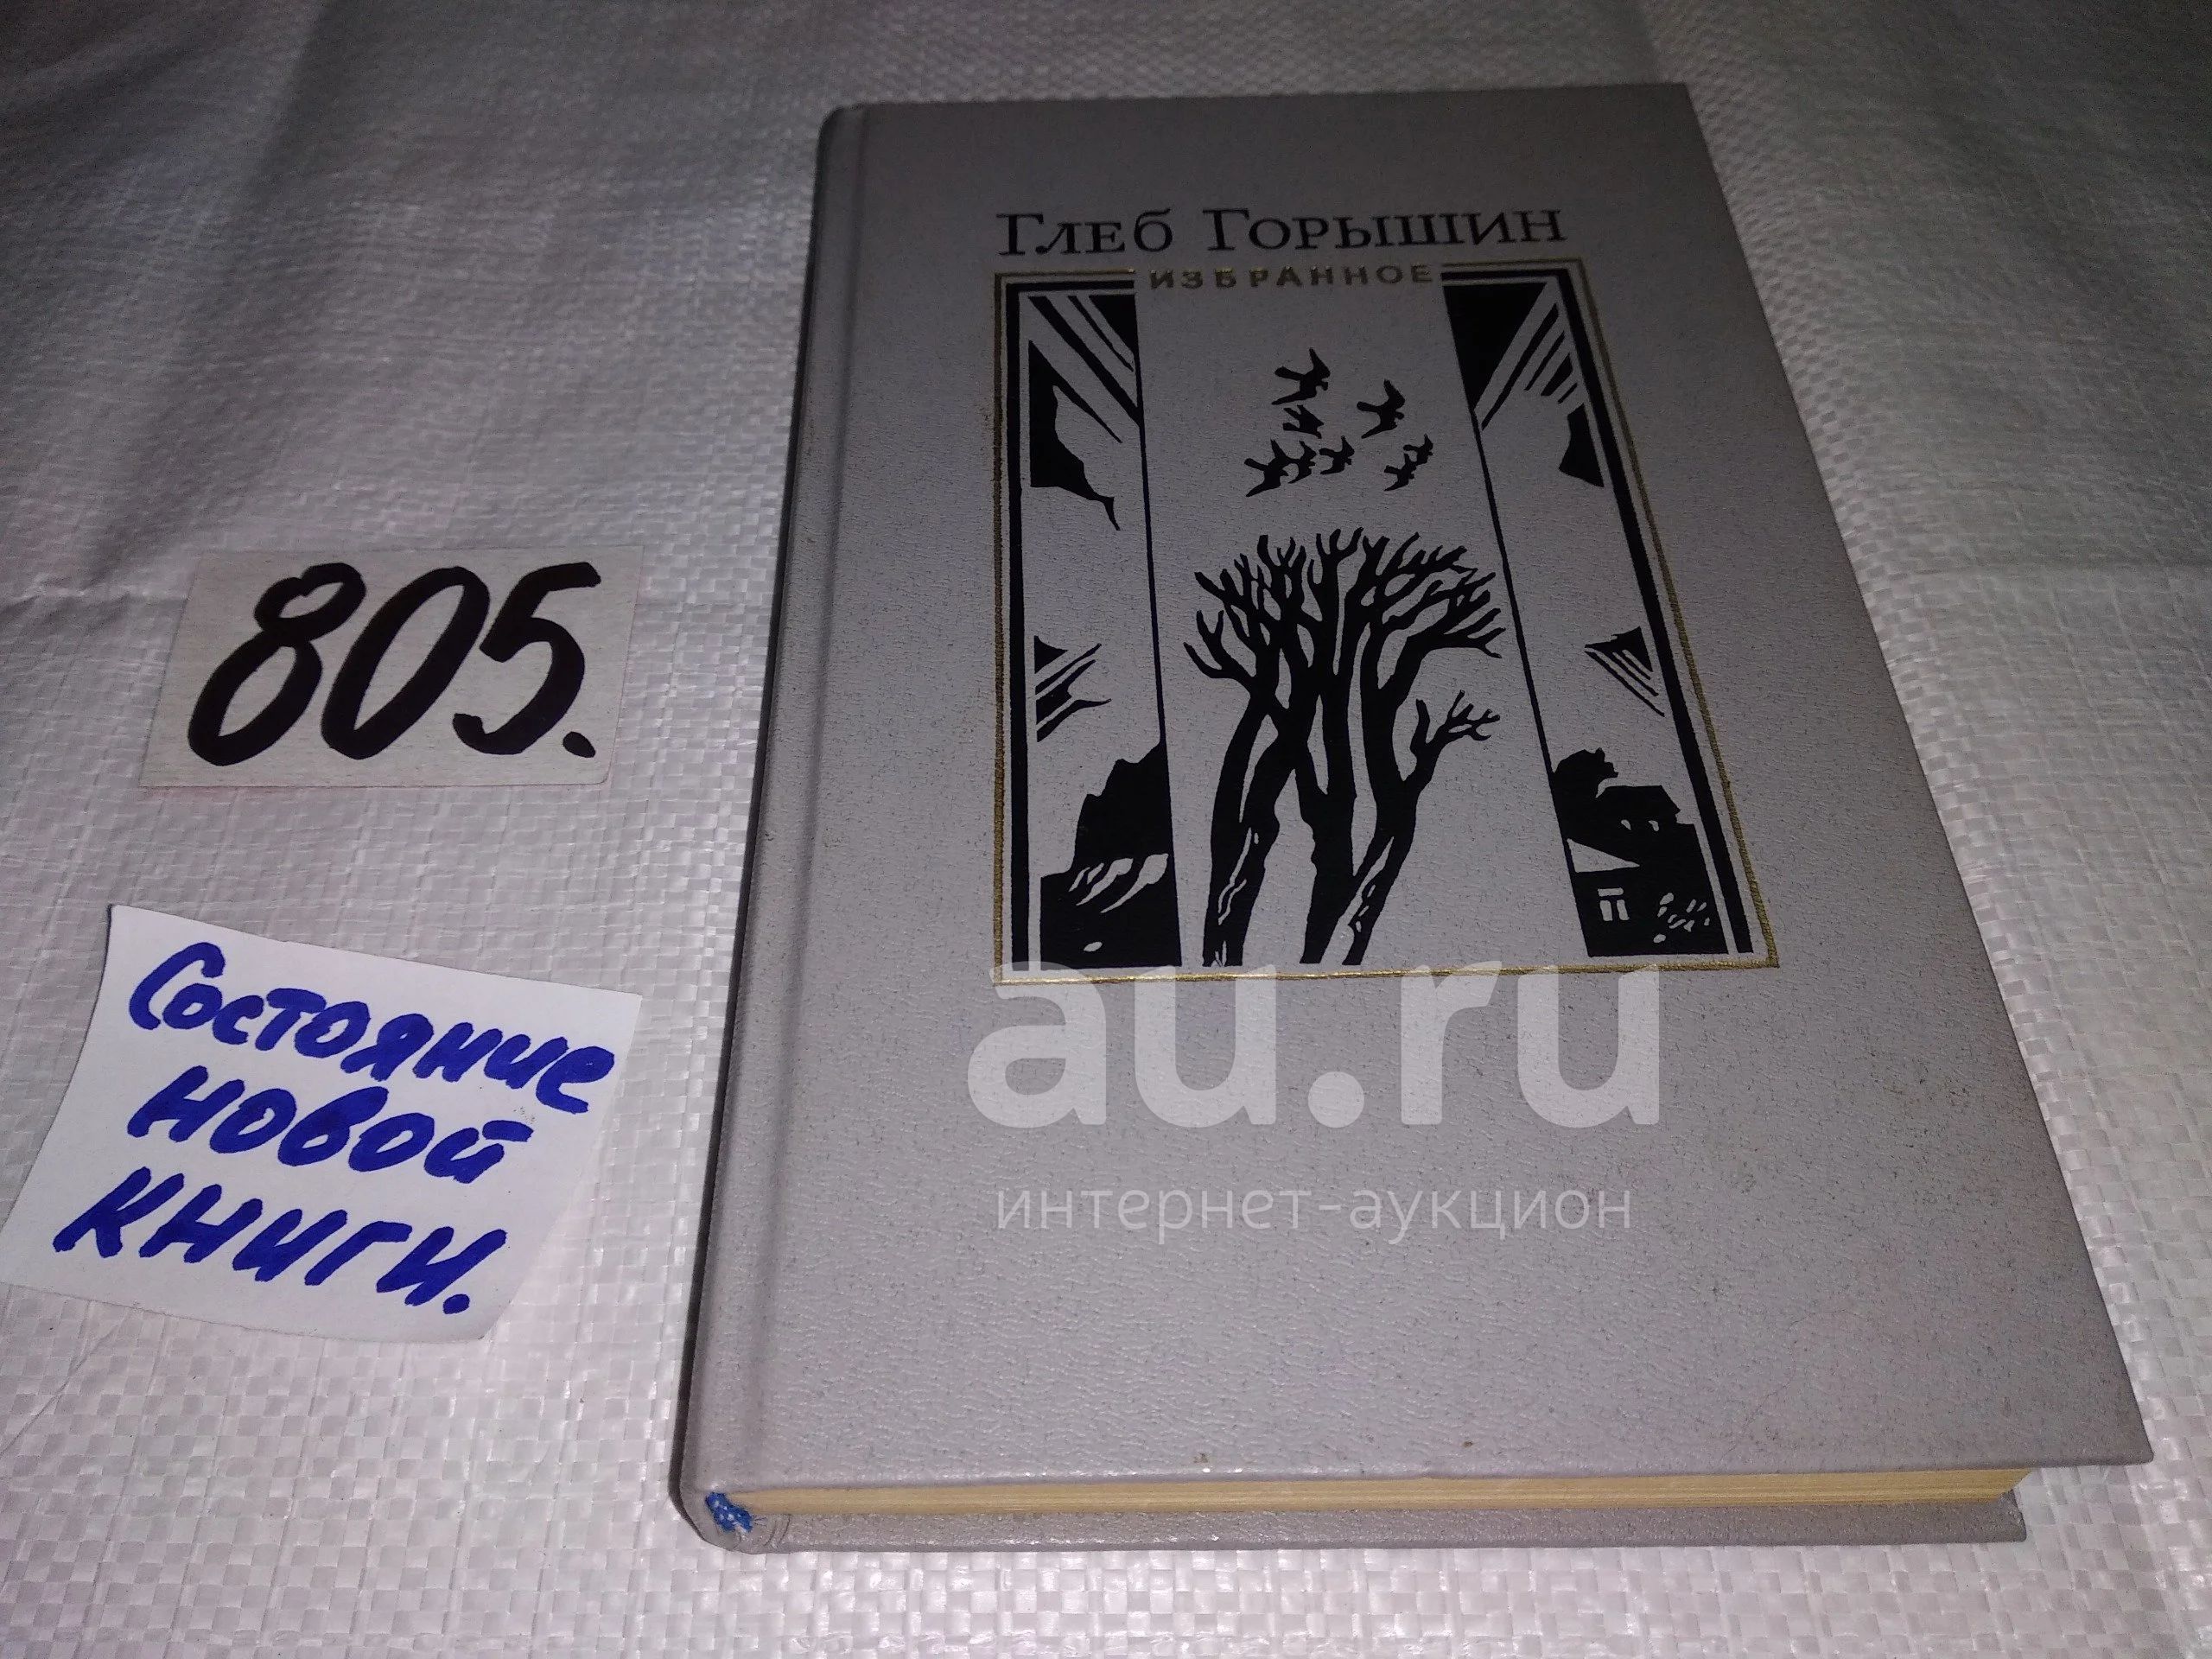 Глеб Горышин
ИЗБРАННОЕ
805.
Состояние
новой
книги.
au.ru
интернет-аукцион